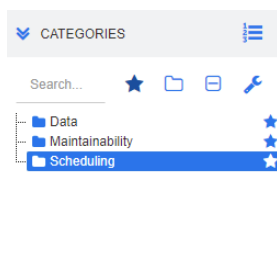 CATEGORIES
Search...
Data
Maintainability
Scheduling